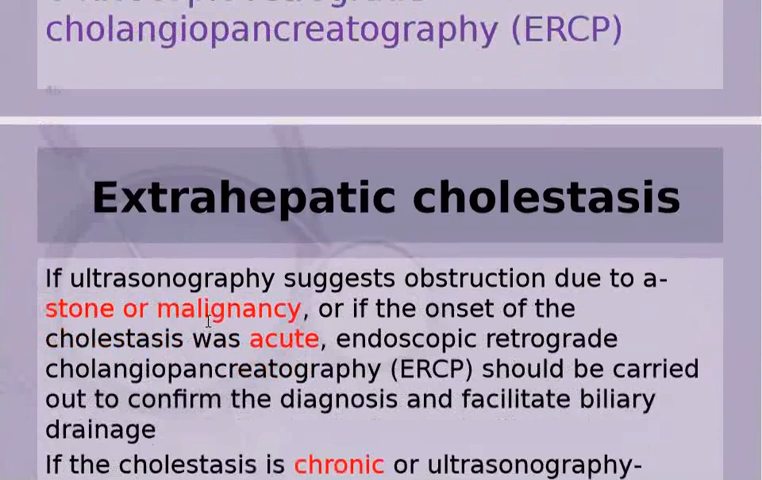 cholangiopancreatography (ERCP)
Extrahepatic cholestasis
If ultrasonography suggests obstruction due to a-
stone or malignancy, or if the onset of the
cholestasis was acute, endoscopic retrograde
cholangiopancreatography (ERCP) should be carried
out to confirm the diagnosis and facilitate biliary
drainage
If the cholestasis is chronic or ultrasonography-